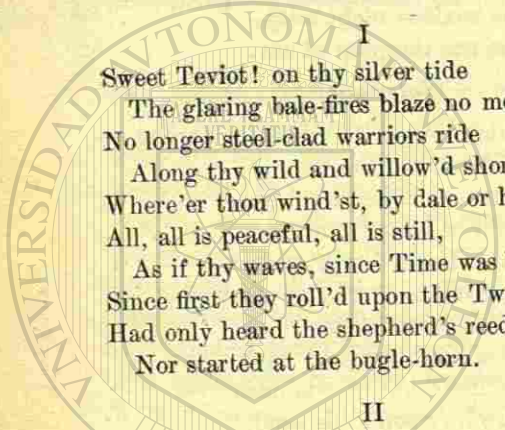 I
Sweet Teviot! on thy silver tide
The glaring bale-fires blaze no
No longer steel-clad warriors ride
Along thy wild and willow'd
Where'er thou wind'st, by dale or
All, all is peaceful, all is still,
As if thy waves, since Time was
Since first they roll'd upon the
Had only heard the shepherd's
Nor started at the bugle-horn.
II